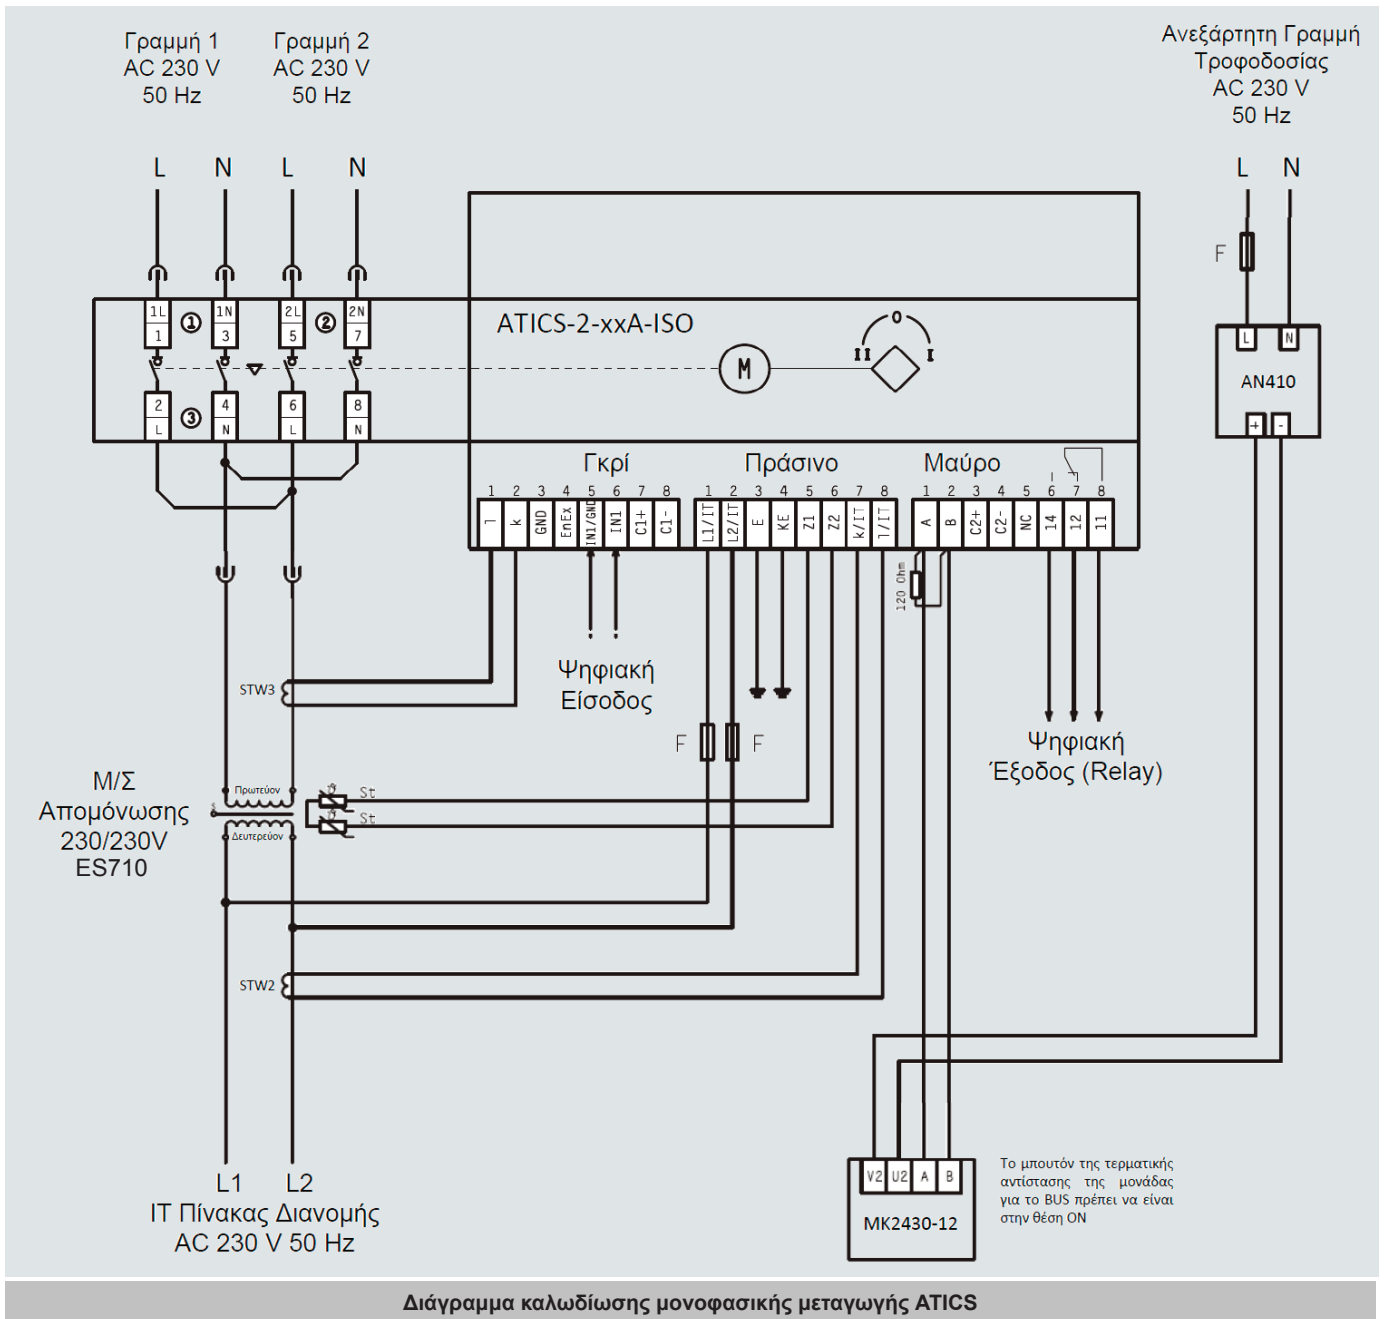 Γραμμή 1
AC 230 V
50 Hz
Γραμμή 2
AC 230 V
50 Hz
Ανεξάρτητη Γραμμή
Τροφοδοσίας
AC 230 V
50 Hz
L N L N
L N
F
1L 1N 2L 2N
1 ① 3 5 ② 7
ATICS-2-xxA-ISO
M
II O I
2 ③ 4 6 8
L N L N
L N
AN410
+ -
Γκρί
1 2 3 4 5 6 7 8
l k GND EnEx IN1/GND IN1 C1+ C1-
Πράσινο
1 2 3 4 5 6 7 8
L1/IT L2/IT E KE Z1 Z2 k/IT l/IT
Μαύρο
1 2 3 4 5 6 7 8
A B C2+ C2- NC 14 12 11
120 Ohm
Ψηφιακή
Είσοδος
STW3
F F
Ψηφιακή
Έξοδος (Relay)
Μ/Σ
Απομόνωσης
230/230V
ES710
Πρωτεύον
Δευτερεύον
St
St
STW2
L1 L2
IT Πίνακας Διανομής
AC 230 V 50 Hz
V2 U2 A B
MK2430-12
Το μπουτόν της τερματικής
αντίστασης της μονάδας
για το BUS πρέπει να είναι
στην θέση ON
Διάγραμμα καλωδίωσης μονοφασικής μεταγωγής ATICS